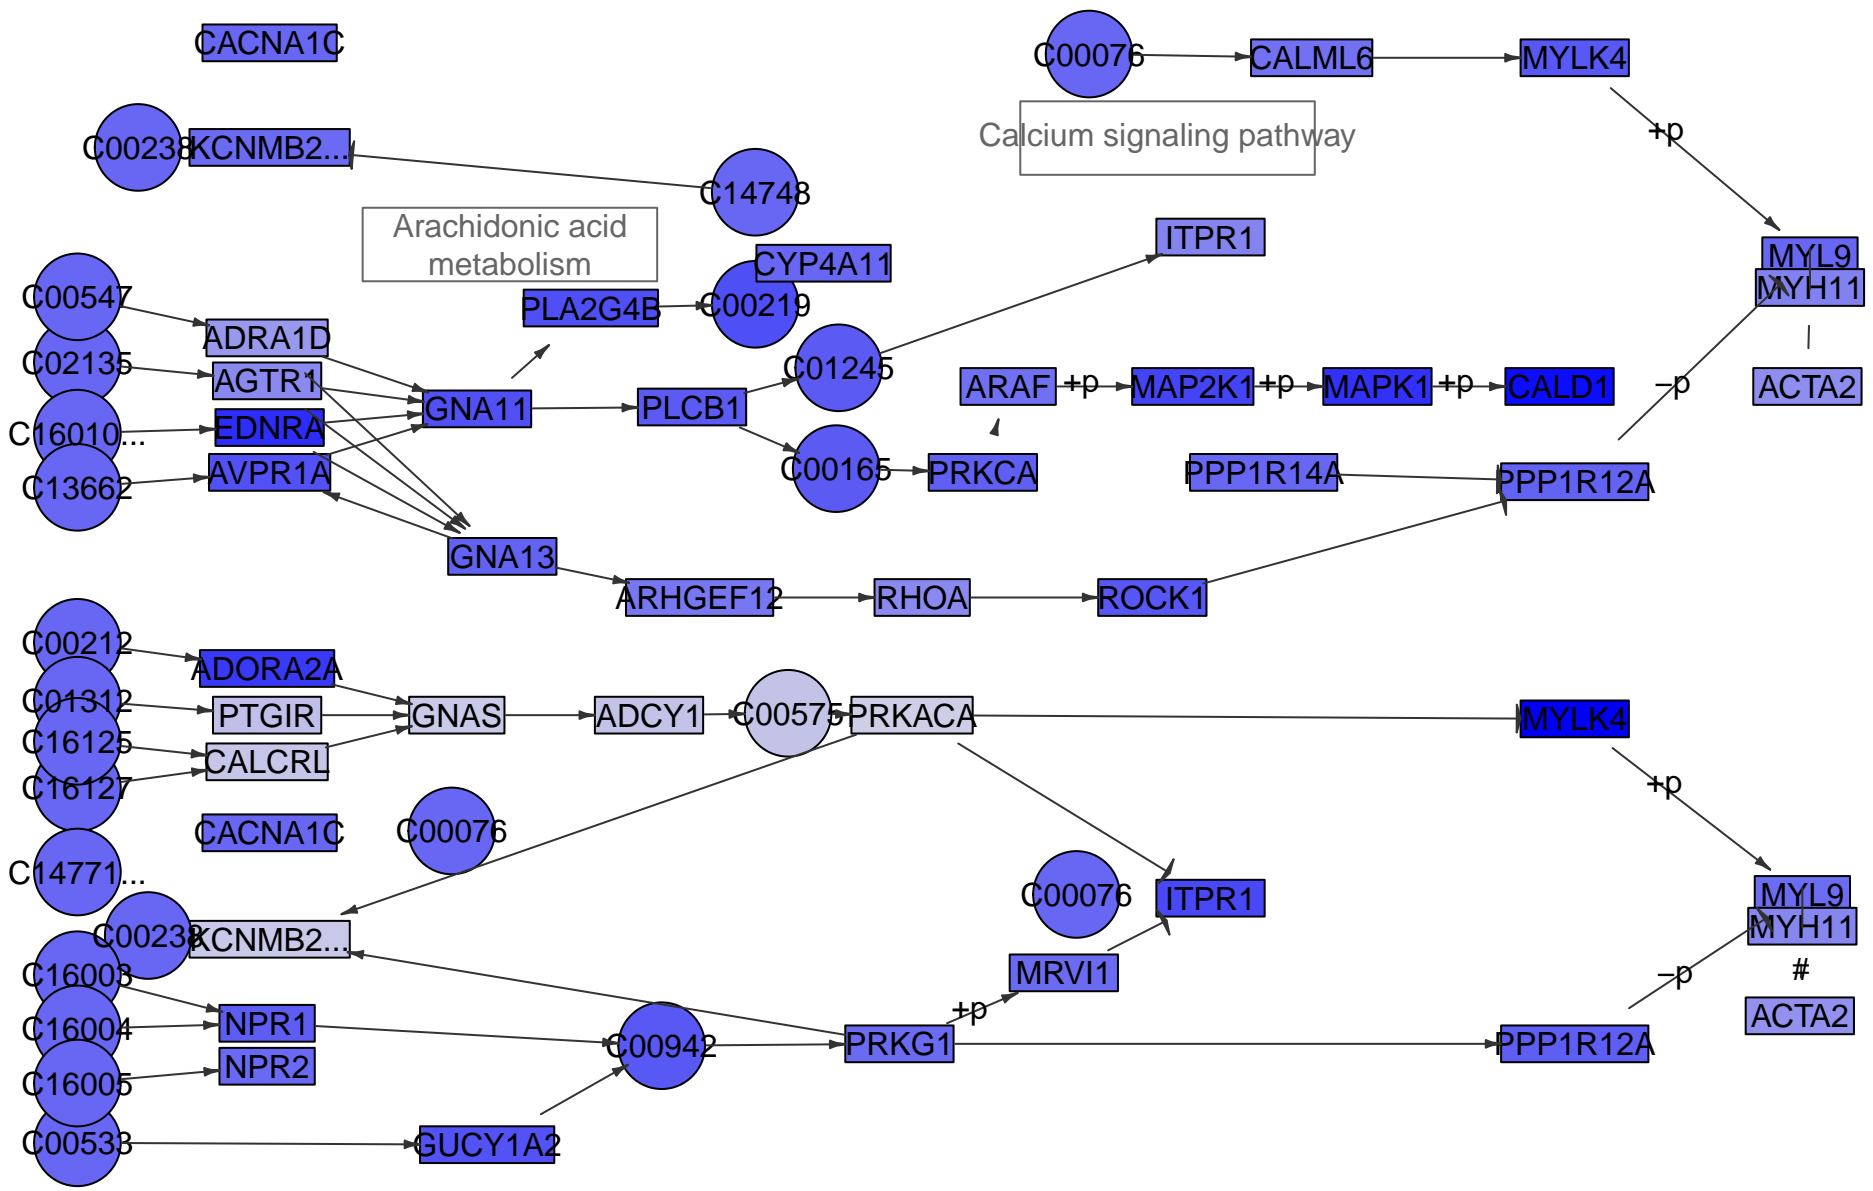 CACNA1C
C00076
CALML6
MYLK4
Calcium signaling pathway
+p
C00238
KCNMB2...
C14748
Arachidonic acid
metabolism
ITPR1
CYP4A11
MYL9
MYH11
C00547
PLA2G4B
C00219
ADRA1D
C02135
AGTR1
C01245
ARAF
+p
MAP2K1
+p
MAPK1
+p
CALD1
–p
ACTA2
GNA11
PLCB1
C16010...
EDNRA
C13662
AVPR1A
C00165
PRKCA
PPP1R14A
PPP1R12A
GNA13
ARHGEF12
RHOA
ROCK1
C00212
ADORA2A
C01312
PTGIR
GNAS
ADCY1
C00575
PRKACA
MYLK4
C16125
CALCRL
C16127
+p
CACNA1C
C00076
C14771...
C00076
ITPR1
MYL9
MYH11
C00238
KCNMB2...
C16003
MRVI1
–p
#
+p
C16004
NPR1
C00942
PRKG1
PPP1R12A
ACTA2
C16005
NPR2
C00533
GUCY1A2